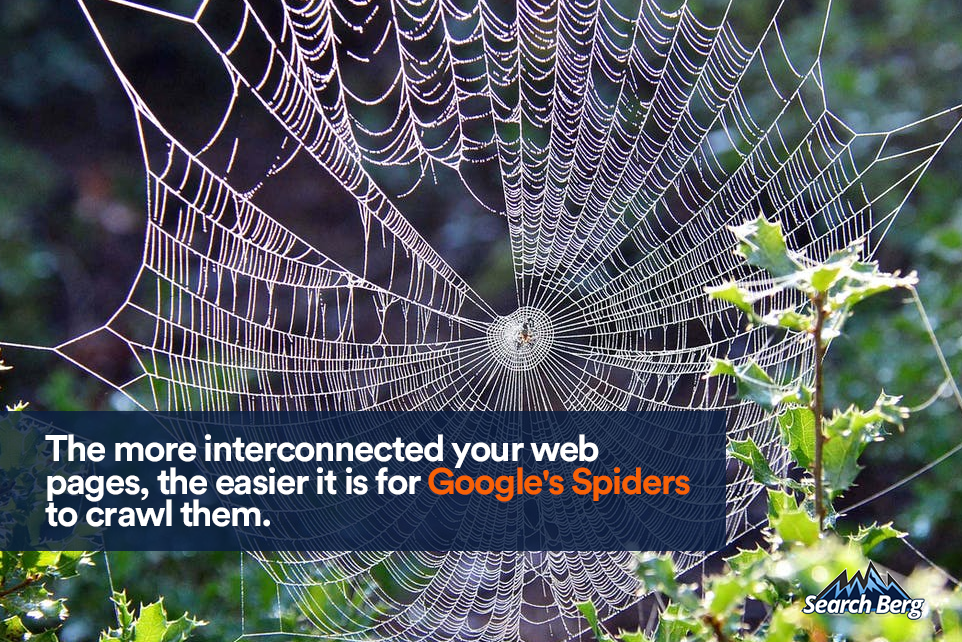 The more interconnected your web
pages, the easier it is for Google's Spiders
to crawl them.
Search Berg